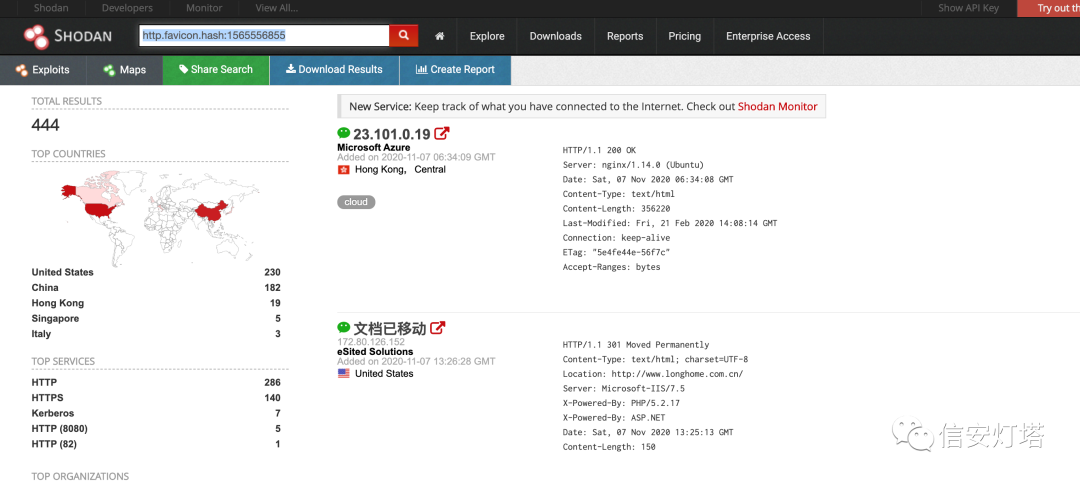 Shodan Developers Monitor View All... Show API Key Try out th
SHODAN http.favicon.hash:1565556855 Explore Downloads Reports Pricing Enterprise Access
Exploits Maps Share Search Download Results Create Report
TOTAL RESULTS
444
TOP COUNTRIES
United States 230
China 182
Hong Kong 19
Singapore 5
Italy 3
TOP SERVICES
HTTP 286
HTTPS 140
Kerberos 7
HTTP (8080) 5
HTTP (82) 1
TOP ORGANIZATIONS
New Service: Keep track of what you have connected to the Internet. Check out Shodan Monitor
23.101.0.19
Microsoft Azure
Added on 2020-11-07 06:34:09 GMT
Hong Kong, Central
cloud
HTTP/1.1 200 OK
Server: nginx/1.14.0 (Ubuntu)
Date: Sat, 07 Nov 2020 06:34:08 GMT
Content-Type: text/html
Content-Length: 356220
Last-Modified: Fri, 21 Feb 2020 14:08:14 GMT
Connection: keep-alive
ETag: "5e4fe44e-56f7c"
Accept-Ranges: bytes
文档已移动
172.80.126.152
eSited Solutions
Added on 2020-11-07 13:26:28 GMT
United States
HTTP/1.1 301 Moved Permanently
Content-Type: text/html; charset=UTF-8
Location: http://www.longhome.com.cn/
Server: Microsoft-IIS/7.5
X-Powered-By: PHP/5.2.17
X-Powered-By: ASP.NET
Date: Sat, 07 Nov 2020 13:25:13 GMT
Content-Length: 150
信安灯塔